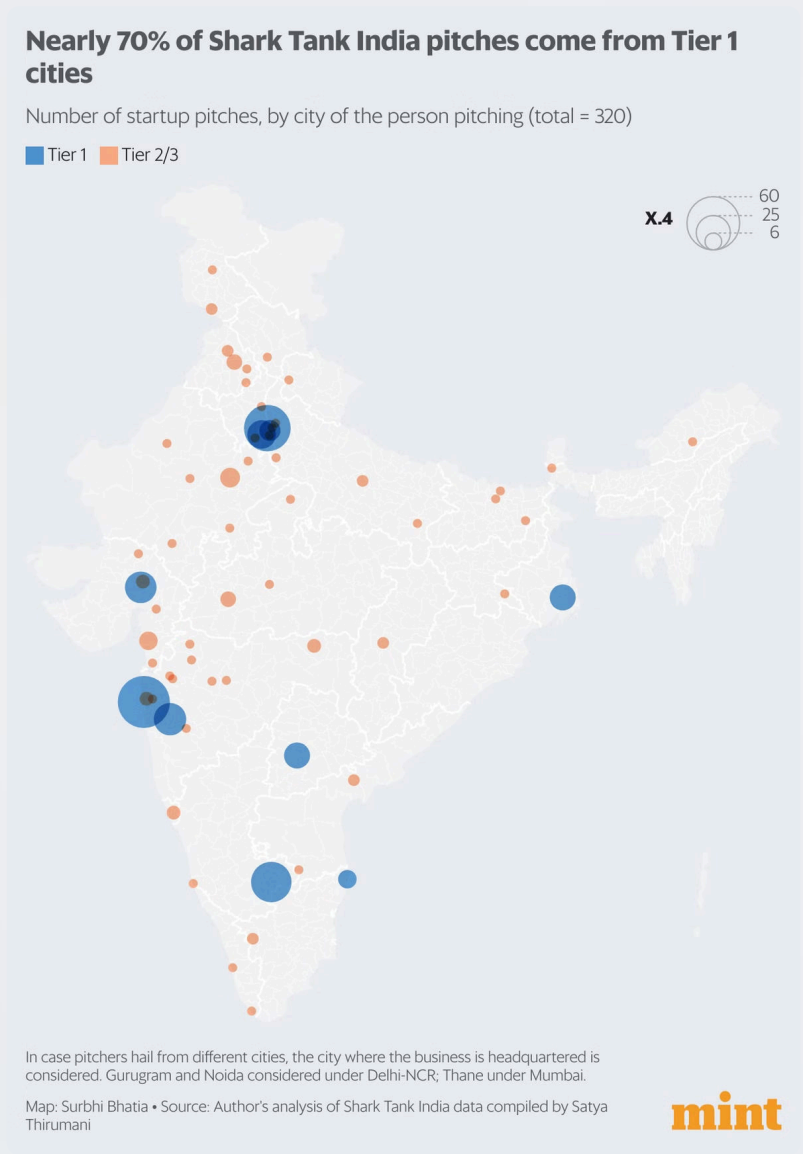 Nearly 70% of Shark Tank India pitches come from Tier 1
cities
Number of startup pitches, by city of the person pitching (total = 320)
Tier 1 Tier 2/3
60
X.4
25
6
In case pitchers hail from different cities, the city where the business is headquartered is
considered. Gurugram and Noida considered under Delhi-NCR; Thane under Mumbai.
Map: Surbhi Bhatia • Source: Author's analysis of Shark Tank India data compiled by Satya
Thirumani
mint